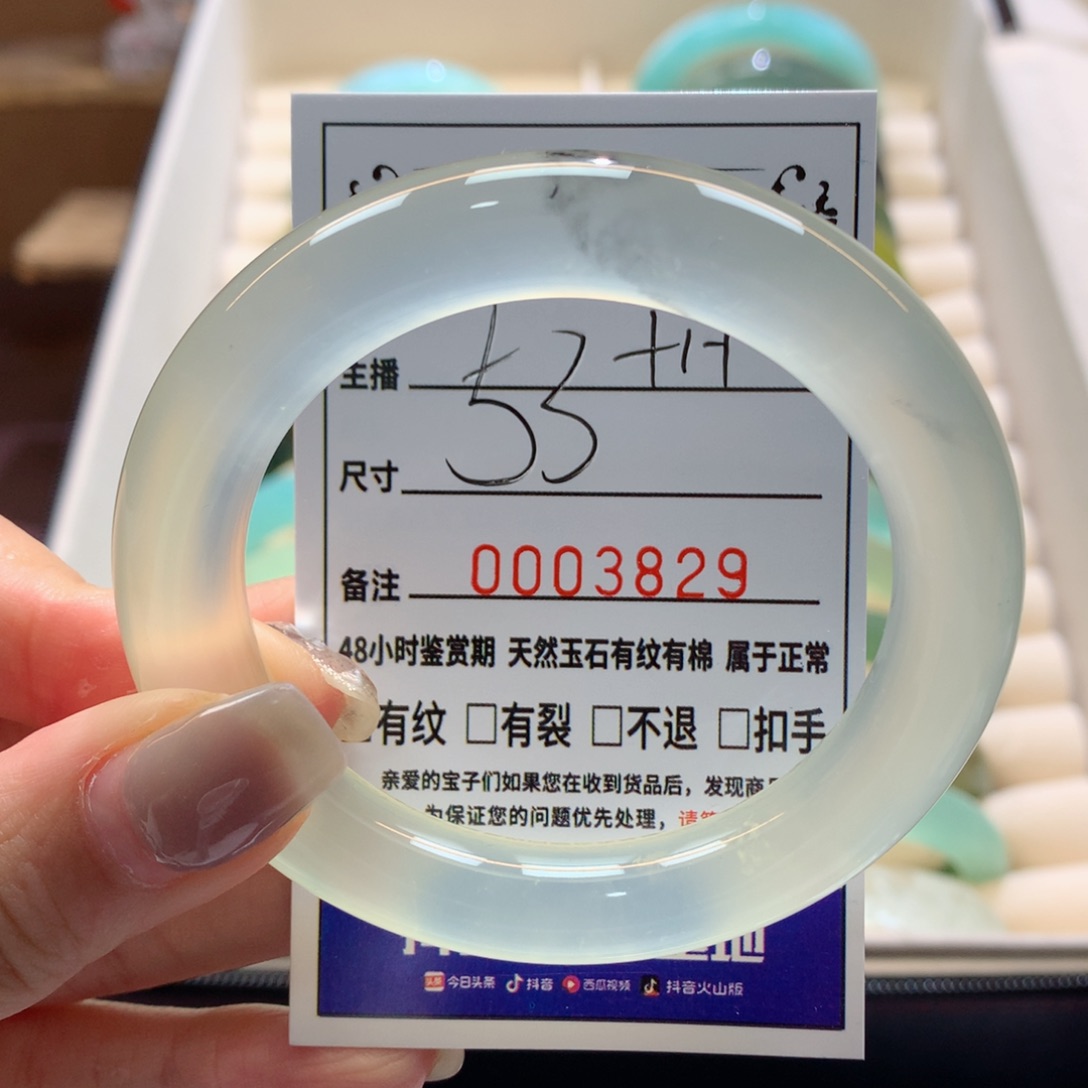 主播
53
尺寸
备注 0003829
48小时鉴赏期 天然玉石有纹有棉 属于正常
□有纹 □有裂 □不退 □扣手
亲爱的宝子们如果您在收到货品后，发现商
为保证您的问题优先处理，请
头条 今日头条 抖音 西瓜视频 抖音火山版